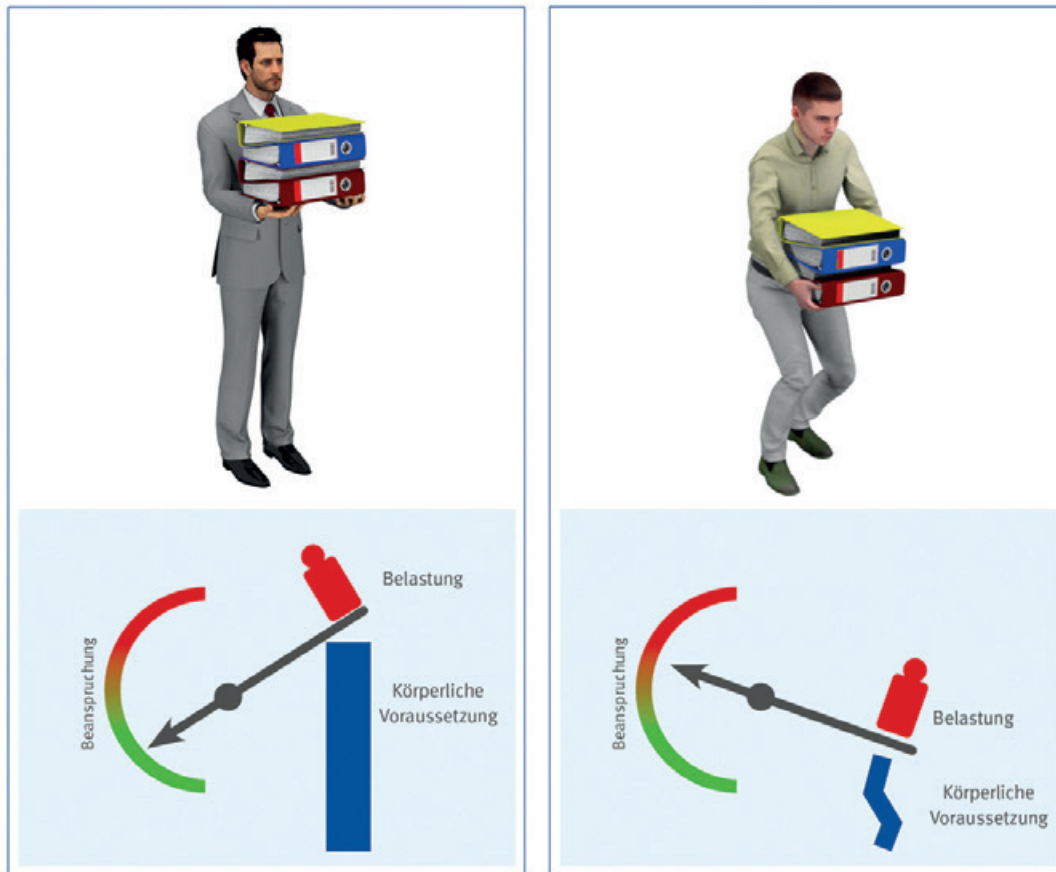 Belastung
Beanspruchung
Körperliche
Voraussetzung
Beanspruchung
Belastung
Körperliche
Voraussetzung